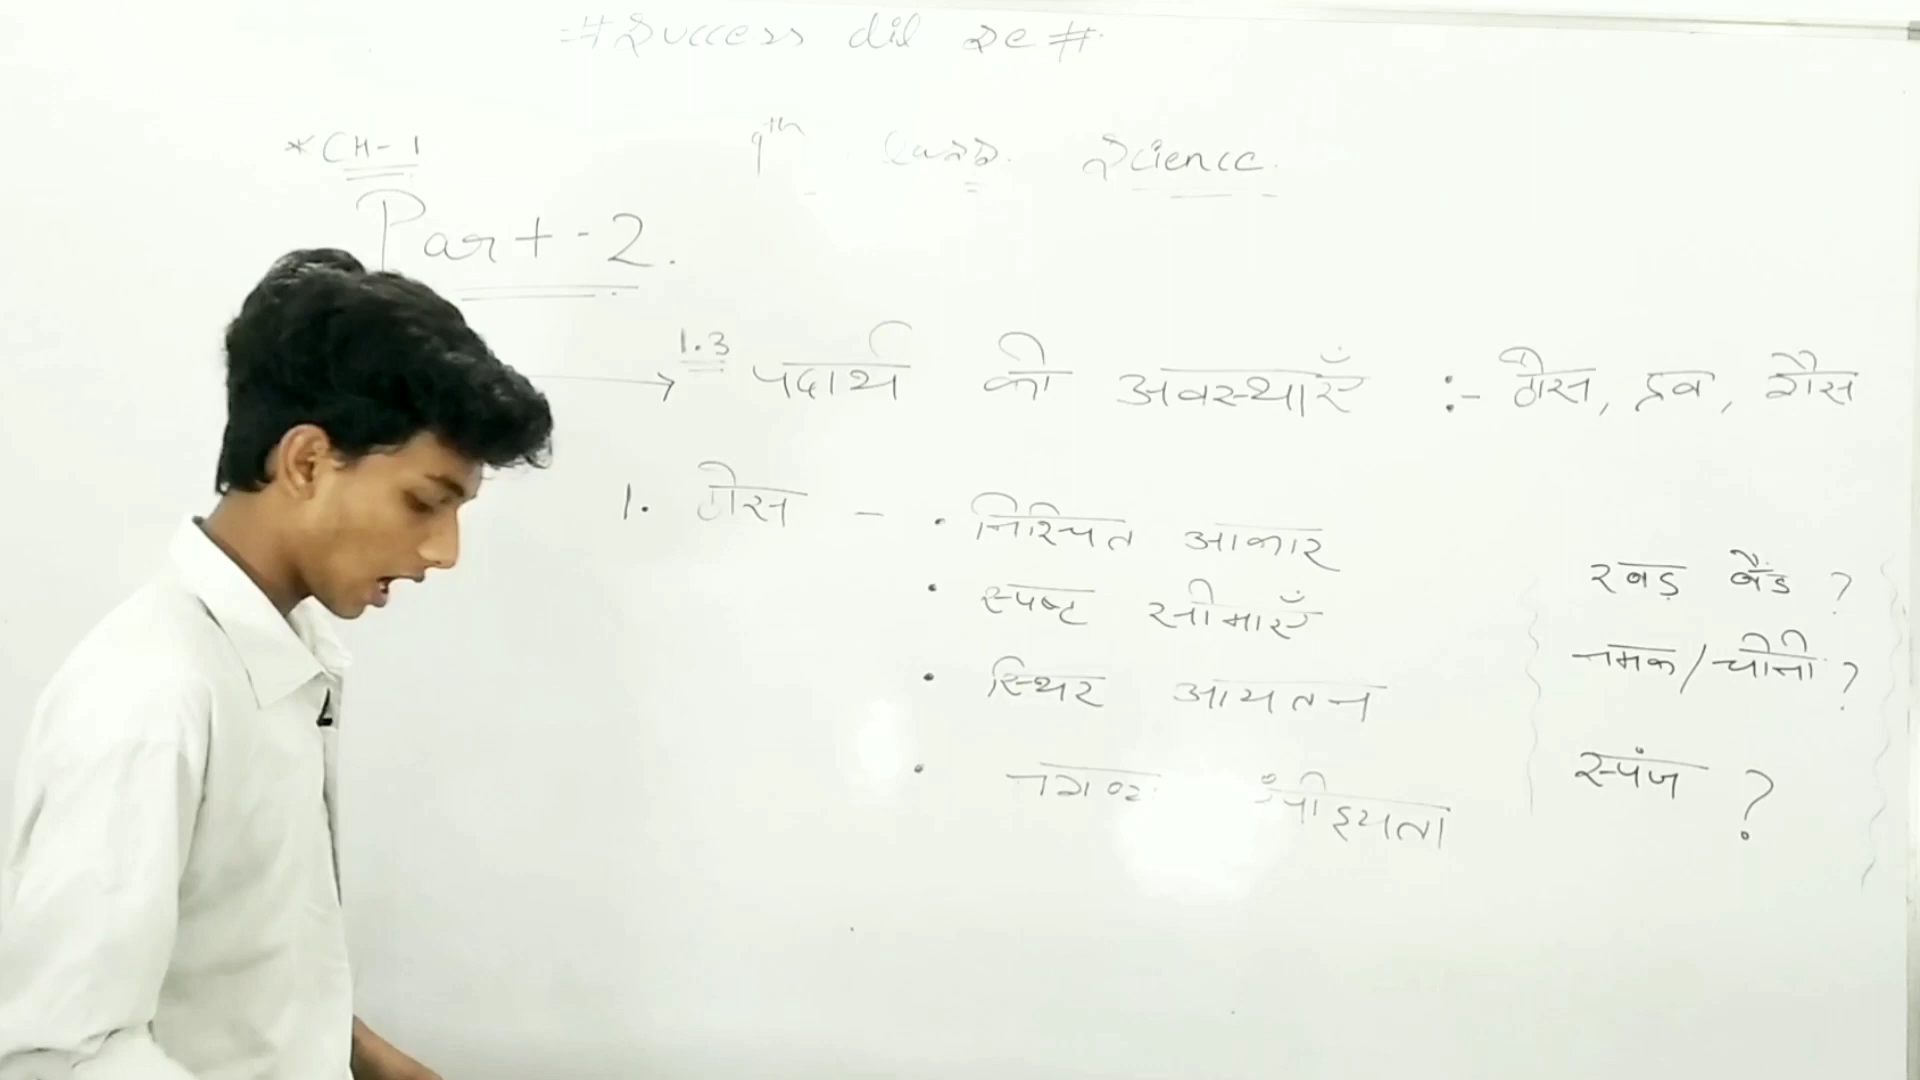 #Success dil se#
* CH-1
9th Class Science.
Part-2.
1.3 पदार्थ की अवस्थाएँ :- ठोस, द्रव, गैस
1. ठोस - • निश्चित आकार
• स्पष्ट सीमाएँ
• स्थिर आयतन
रबड़ बैंड ?
नमक/चीनी ?
स्पंज ?